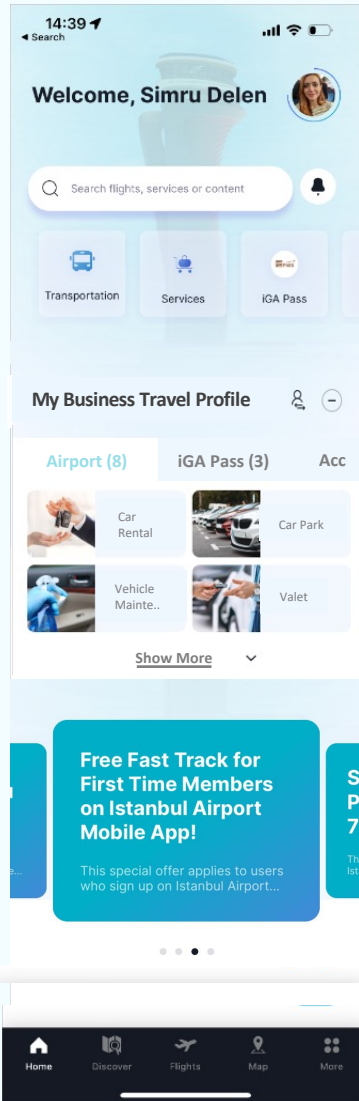 14:39
Search
Welcome, Simru Delen
Search flights, services or content
Transportation
Services
iGA Pass
My Business Travel Profile
Airport (8)
iGA Pass (3)
Acc
Car
Rental
Car Park
Vehicle
Mainte..
Valet
Show More
Free Fast Track for
First Time Members
on Istanbul Airport
Mobile App!
This special offer applies to users
who sign up on Istanbul Airport...
S
P
7
Th
Ist
Home
Discover
Flights
Map
More